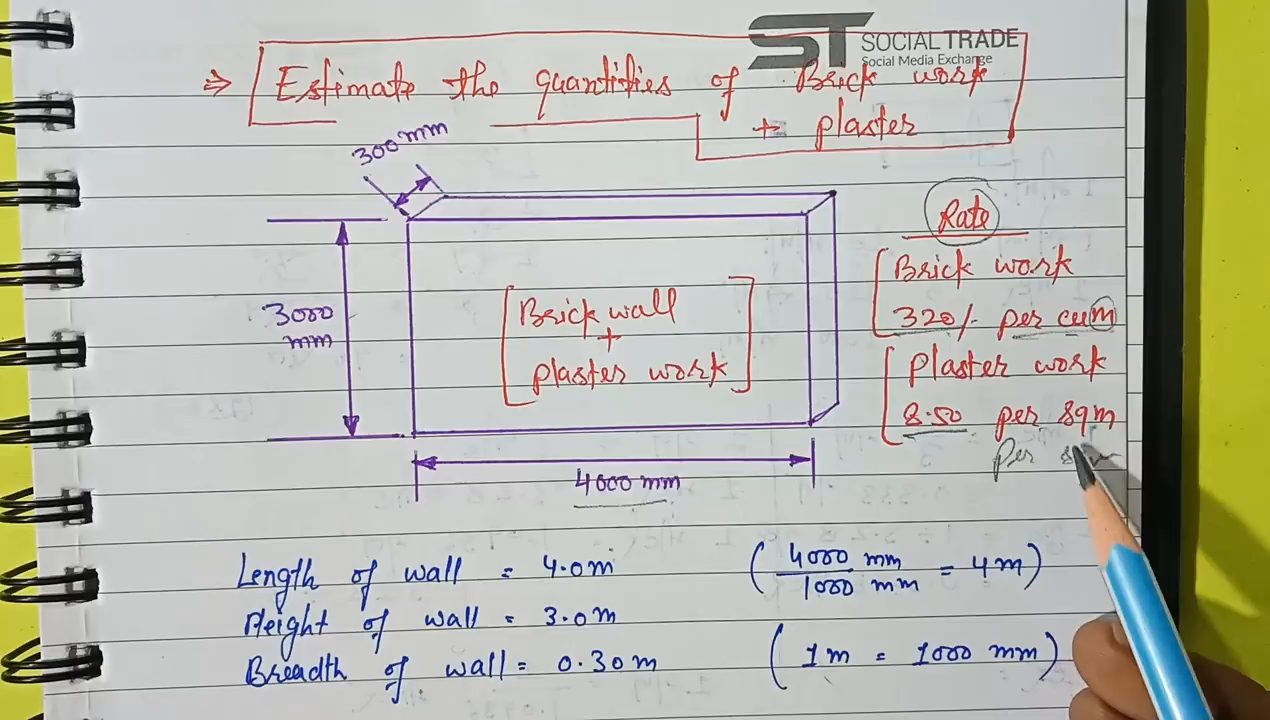 ST SOCIAL TRADE
Social Media Exchange
⇒ Estimate the quantities of Brick work
+ plaster
300mm
Rate
Brick work
320/- per cum
Plaster work
8.50 per sqm
Per
3000
mm
Brick wall
+
plaster work
4000 mm
Length of wall = 4.0m (4000 mm / 1000 mm = 4m)
Height of wall = 3.0m
Breadth of wall = 0.30m (1m = 1000 mm)